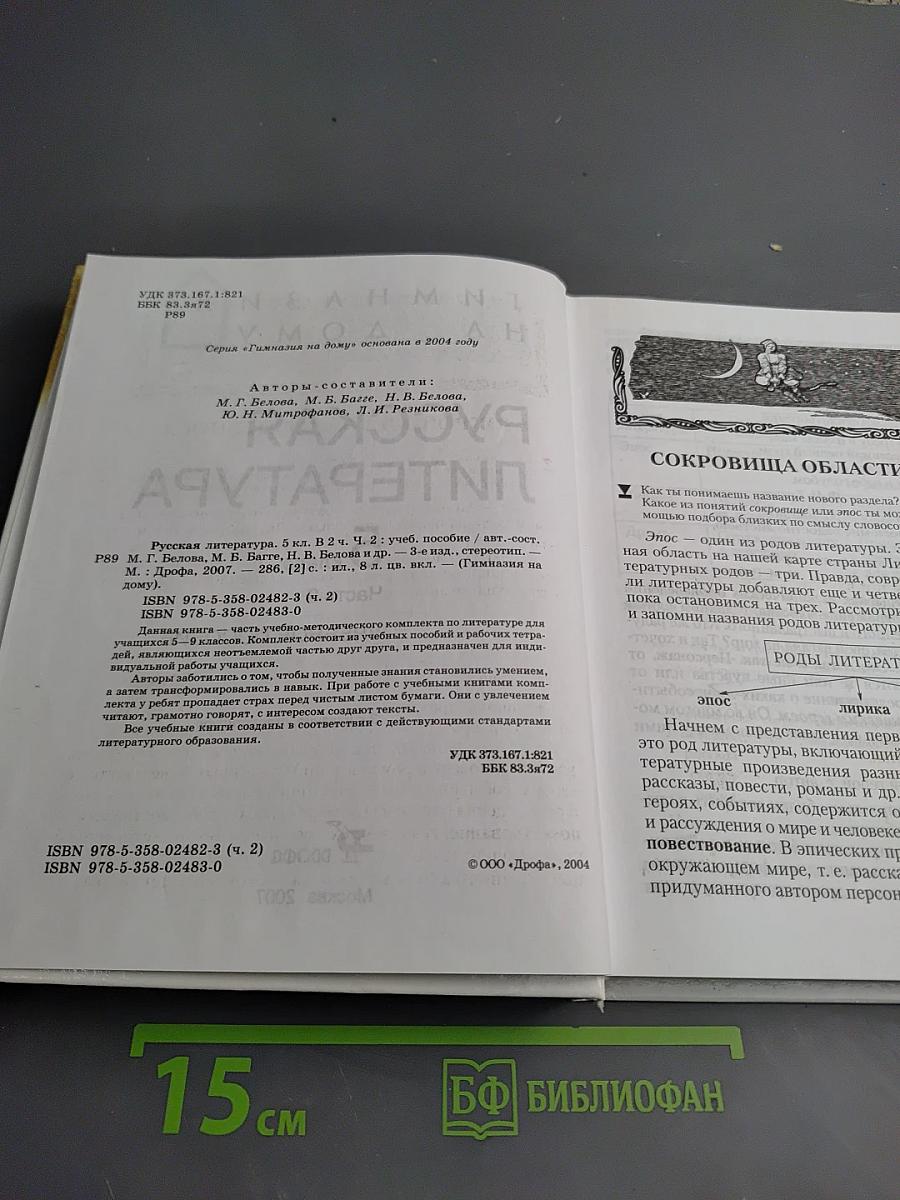 УДК 373.167.1:821
ББК 83.3я72
Р89
Серия «Гимназия на дому» основана в 2004 году
Авторы-составители:
М. Г. Белова, М. Б. Багге, Н. В. Белова,
Ю. Н. Митрофанов, Л. И. Резникова
Русская литература. 5 кл. В 2 ч. Ч. 2 : учеб. пособие / авт.-сост.
Р89 М. Г. Белова, М. Б. Багге, Н. В. Белова и др. — 3-е изд., стереотип. —
М. : Дрофа, 2007. — 286, [2] с. : ил., 8 л. цв. вкл. — (Гимназия на
дому).
ISBN 978-5-358-02482-3 (ч. 2)
ISBN 978-5-358-02483-0
Данная книга — часть учебно-методического комплекта по литературе для
учащихся 5—9 классов. Комплект состоит из учебных пособий и рабочих тетра-
дей, являющихся неотъемлемой частью друг друга, и предназначен для инди-
видуальной работы учащихся.
Авторы заботились о том, чтобы полученные знания становились умением,
а затем трансформировались в навык. При работе с учебными книгами комп-
лекта у ребят пропадает страх перед чистым листом бумаги. Они с увлечением
читают, грамотно говорят, с интересом создают тексты.
Все учебные книги созданы в соответствии с действующими стандартами
литературного образования.
УДК 373.167.1:821
ББК 83.3я72
ISBN 978-5-358-02482-3 (ч. 2)
ISBN 978-5-358-02483-0
© ООО «Дрофа», 2004
СОКРОВИЩА ОБЛАСТИ
Как ты понимаешь название нового раздела?
Какое из понятий сокровище или эпос ты мо
мощью подбора близких по смыслу словосо
Эпос — один из родов литературы. Э
ная область на нашей карте страны Ли
тературных родов — три. Правда, совр
ли литературы добавляют еще и четве
пока остановимся на трех. Рассмотри
и запомни названия родов литературы
РОДЫ ЛИТЕРАТ
эпос
лирика
Начнем с представления перв
это род литературы, включающий
тературные произведения разн
рассказы, повести, романы и др.
героях, событиях, содержится о
и рассуждения о мире и человеке
повествование. В эпических пр
окружающем мире, т. е. расска
придуманного автором персон
15 см
БФ БИБЛИОФАН